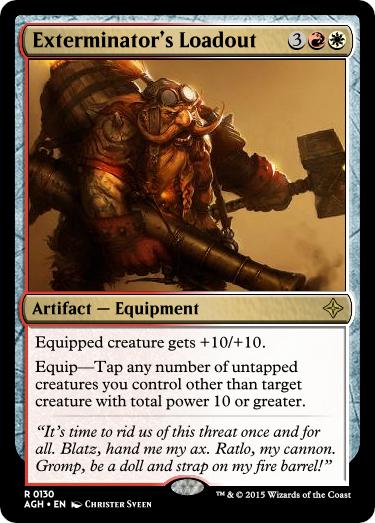 Exterminator's Loadout 3
Artifact — Equipment
Equipped creature gets +10/+10.
Equip—Tap any number of untapped
creatures you control other than target
creature with total power 10 or greater.
“It's time to rid us of this threat once and for
all. Blatz, hand me my ax. Ratlo, my cannon.
Gromp, be a doll and strap on my fire barrel!”
R 0130
AGH • EN Christer Sveen
™ & © 2015 Wizards of the Coast